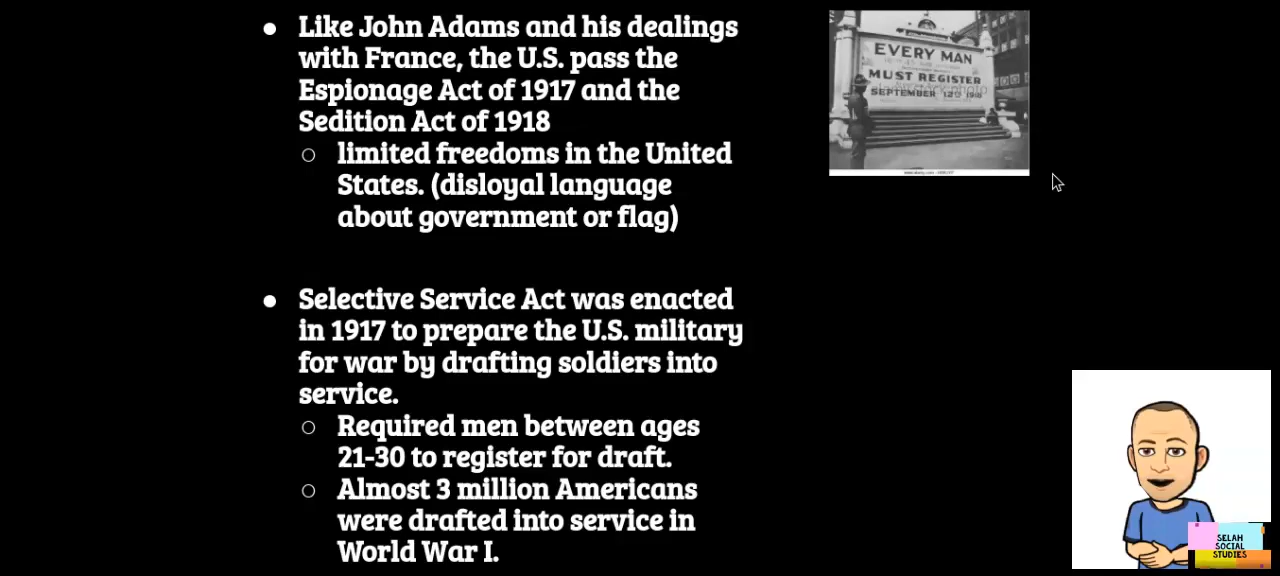 ● Like John Adams and his dealings
with France, the U.S. pass the
Espionage Act of 1917 and the
Sedition Act of 1918
○ limited freedoms in the United
States. (disloyal language
about government or flag)
● Selective Service Act was enacted
in 1917 to prepare the U.S. military
for war by drafting soldiers into
service.
○ Required men between ages
21-30 to register for draft.
○ Almost 3 million Americans
were drafted into service in
World War I.
EVERY MAN
MUST REGISTER
SEPTEMBER 12
SELAH
SOCIAL
STUDIES